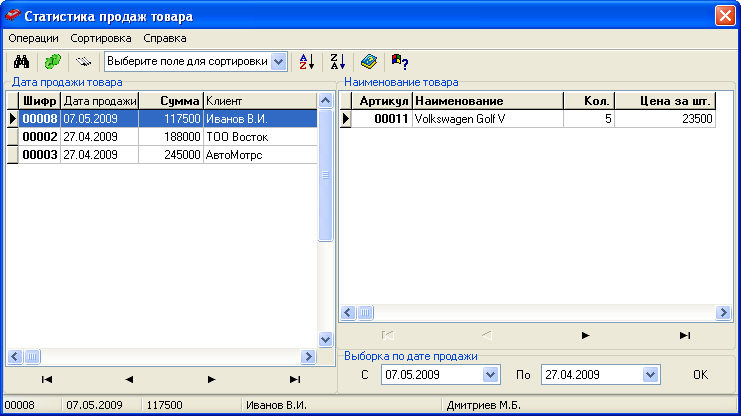 Статистика продаж товара
Операции Сортировка Справка
Выберите поле для сортировки A Z Z A
Дата продажи товара
Шифр Дата продажи Сумма Клиент
00008 07.05.2009 117500 Иванов В.И.
00002 27.04.2009 188000 ТОО Восток
00003 27.04.2009 245000 АвтоМотрс
Наименование товара
Артикул Наименование Кол. Цена за шт.
00011 Volkswagen Golf V 5 23500
Выборка по дате продажи
С 07.05.2009 По 27.04.2009 OK
00008 07.05.2009 117500 Иванов В.И. Дмитриев М.Б.